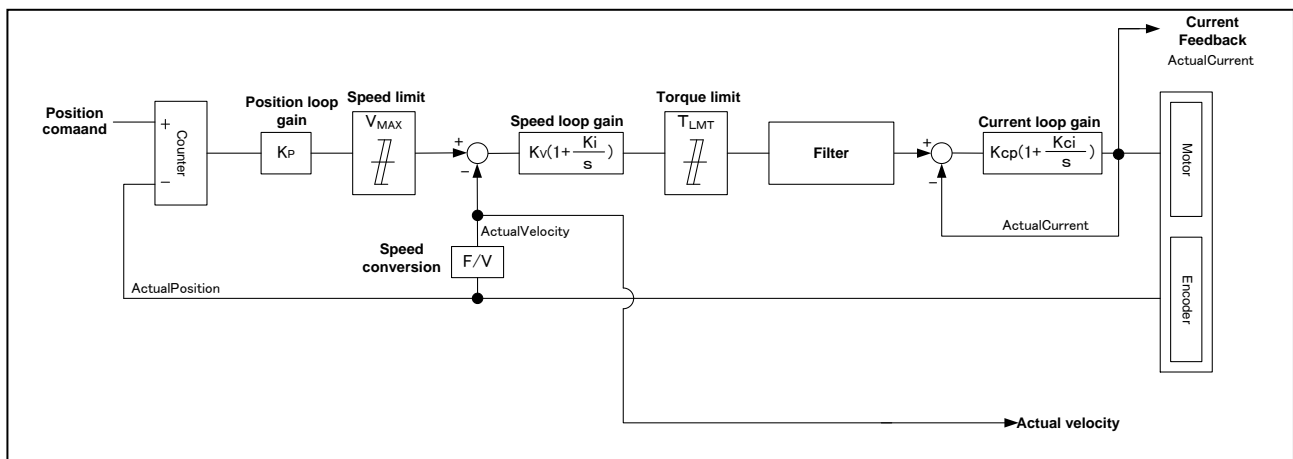 Current
Feedback
ActualCurrent
Position
comaand
+
−
Counter
Position loop
gain
KP
Speed limit
VMAX
+
−
Speed loop gain
Kv(1+Ki/s)
Torque limit
TLMT
Filter
+
−
Current loop gain
Kcp(1+Kci/s)
ActualCurrent
Motor
Encoder
ActualVelocity
Speed
conversion
F/V
ActualPosition
Actual velocity